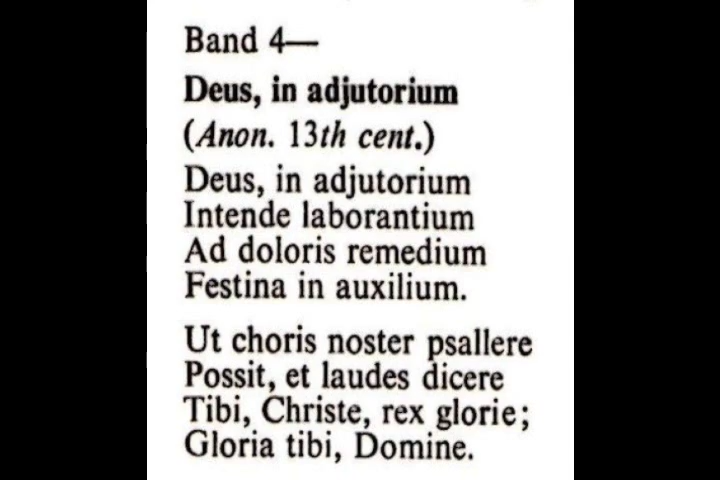 Band 4—
Deus, in adjutorium
(Anon. 13th cent.)
Deus, in adjutorium
Intende laborantium
Ad doloris remedium
Festina in auxilium.
Ut choris noster psallere
Possit, et laudes dicere
Tibi, Christe, rex glorie;
Gloria tibi, Domine.